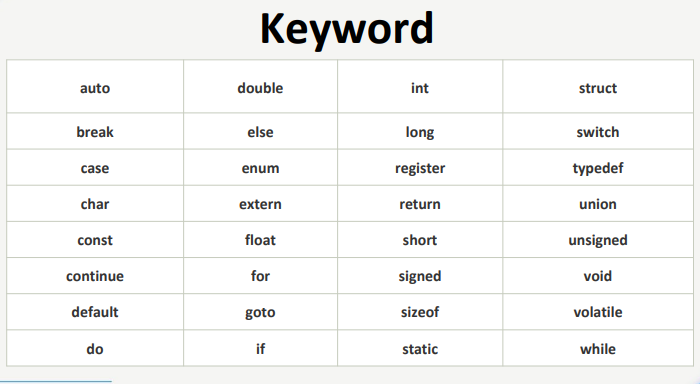 Keyword
auto double int struct
break else long switch
case enum register typedef
char extern return union
const float short unsigned
continue for signed void
default goto sizeof volatile
do if static while